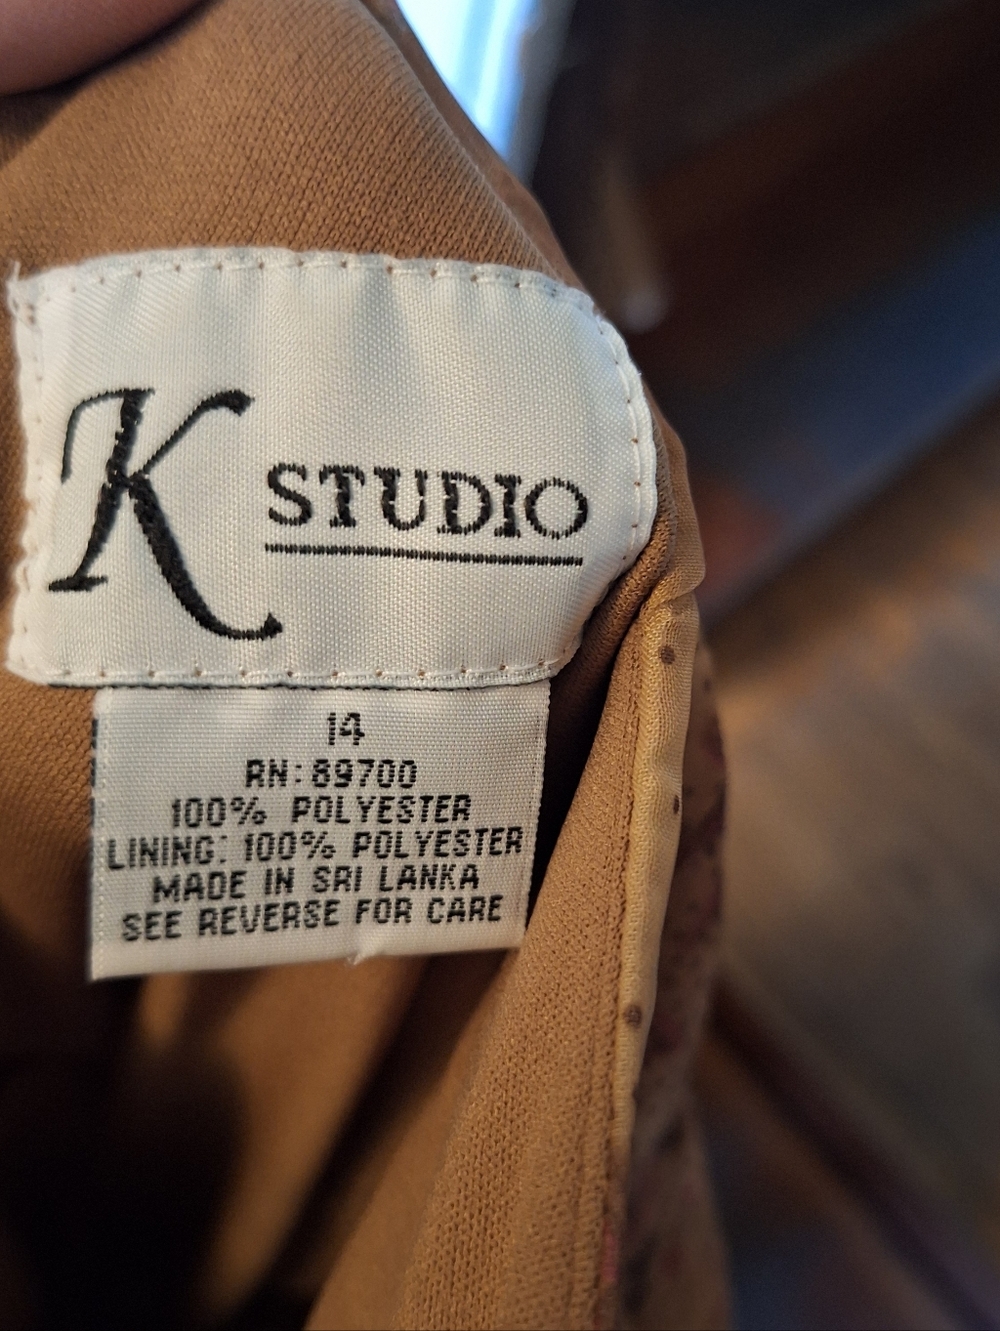 K STUDIO
14
RN: 89700
100% POLYESTER
LINING: 100% POLYESTER
MADE IN SRI LANKA
SEE REVERSE FOR CARE